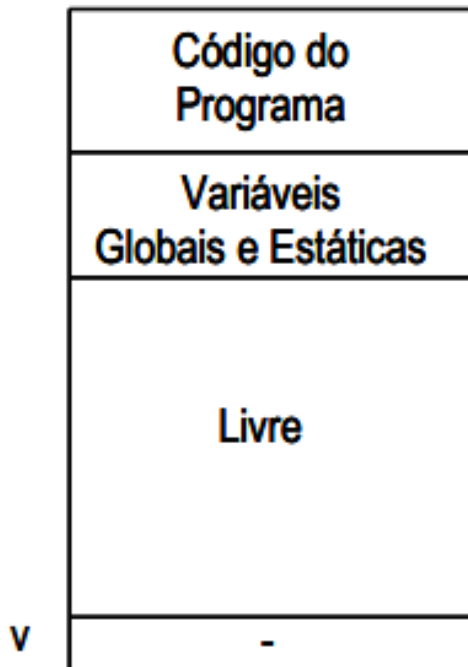 Código do
Programa
Variáveis
Globais e Estáticas
Livre
v -